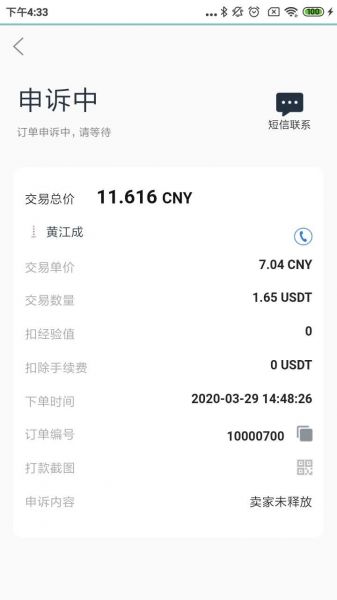 下午4:33
100
申诉中
订单申诉中, 请等待
短信联系
交易总价 11.616 CNY
黄江成
交易单价 7.04 CNY
交易数量 1.65 USDT
扣经验值 0
扣除手续费 0 USDT
下单时间 2020-03-29 14:48:26
订单编号 10000700
打款截图
申诉内容 卖家未释放